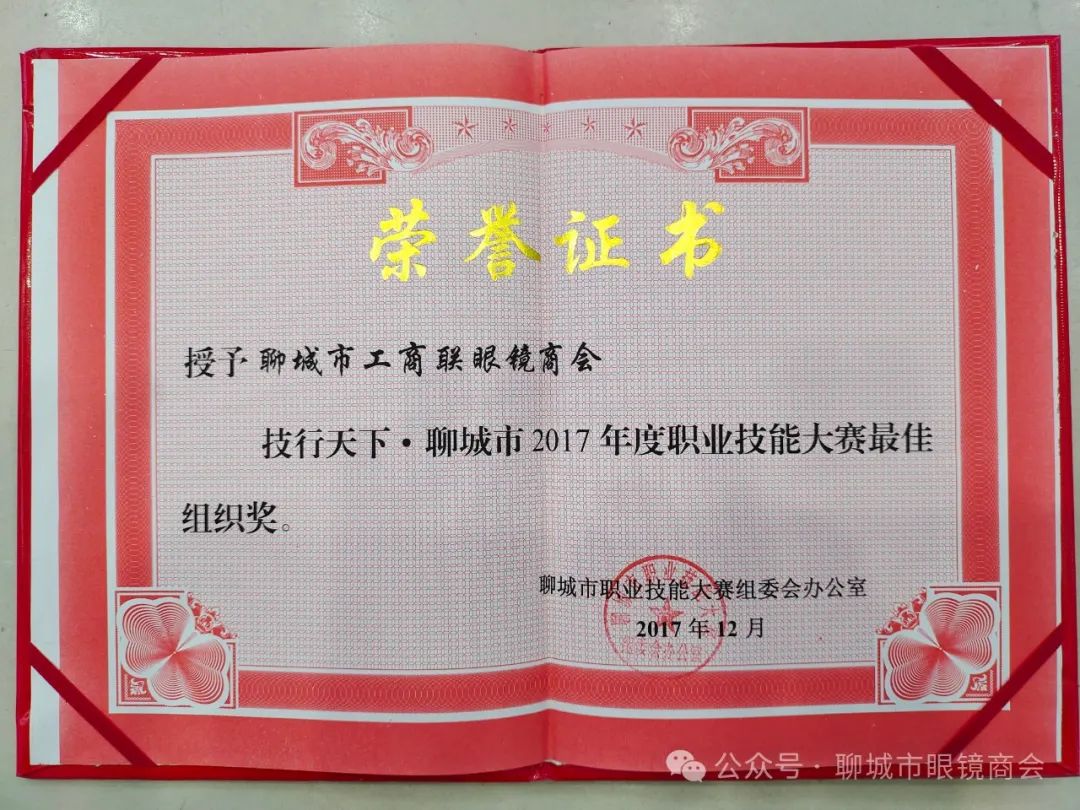 荣誉证书
授予聊城市工商联眼镜商会
技行天下·聊城市2017年度职业技能大赛最佳
组织奖。
聊城市职业技能大赛组委会办公室
2017年12月
公众号·聊城市眼镜商会